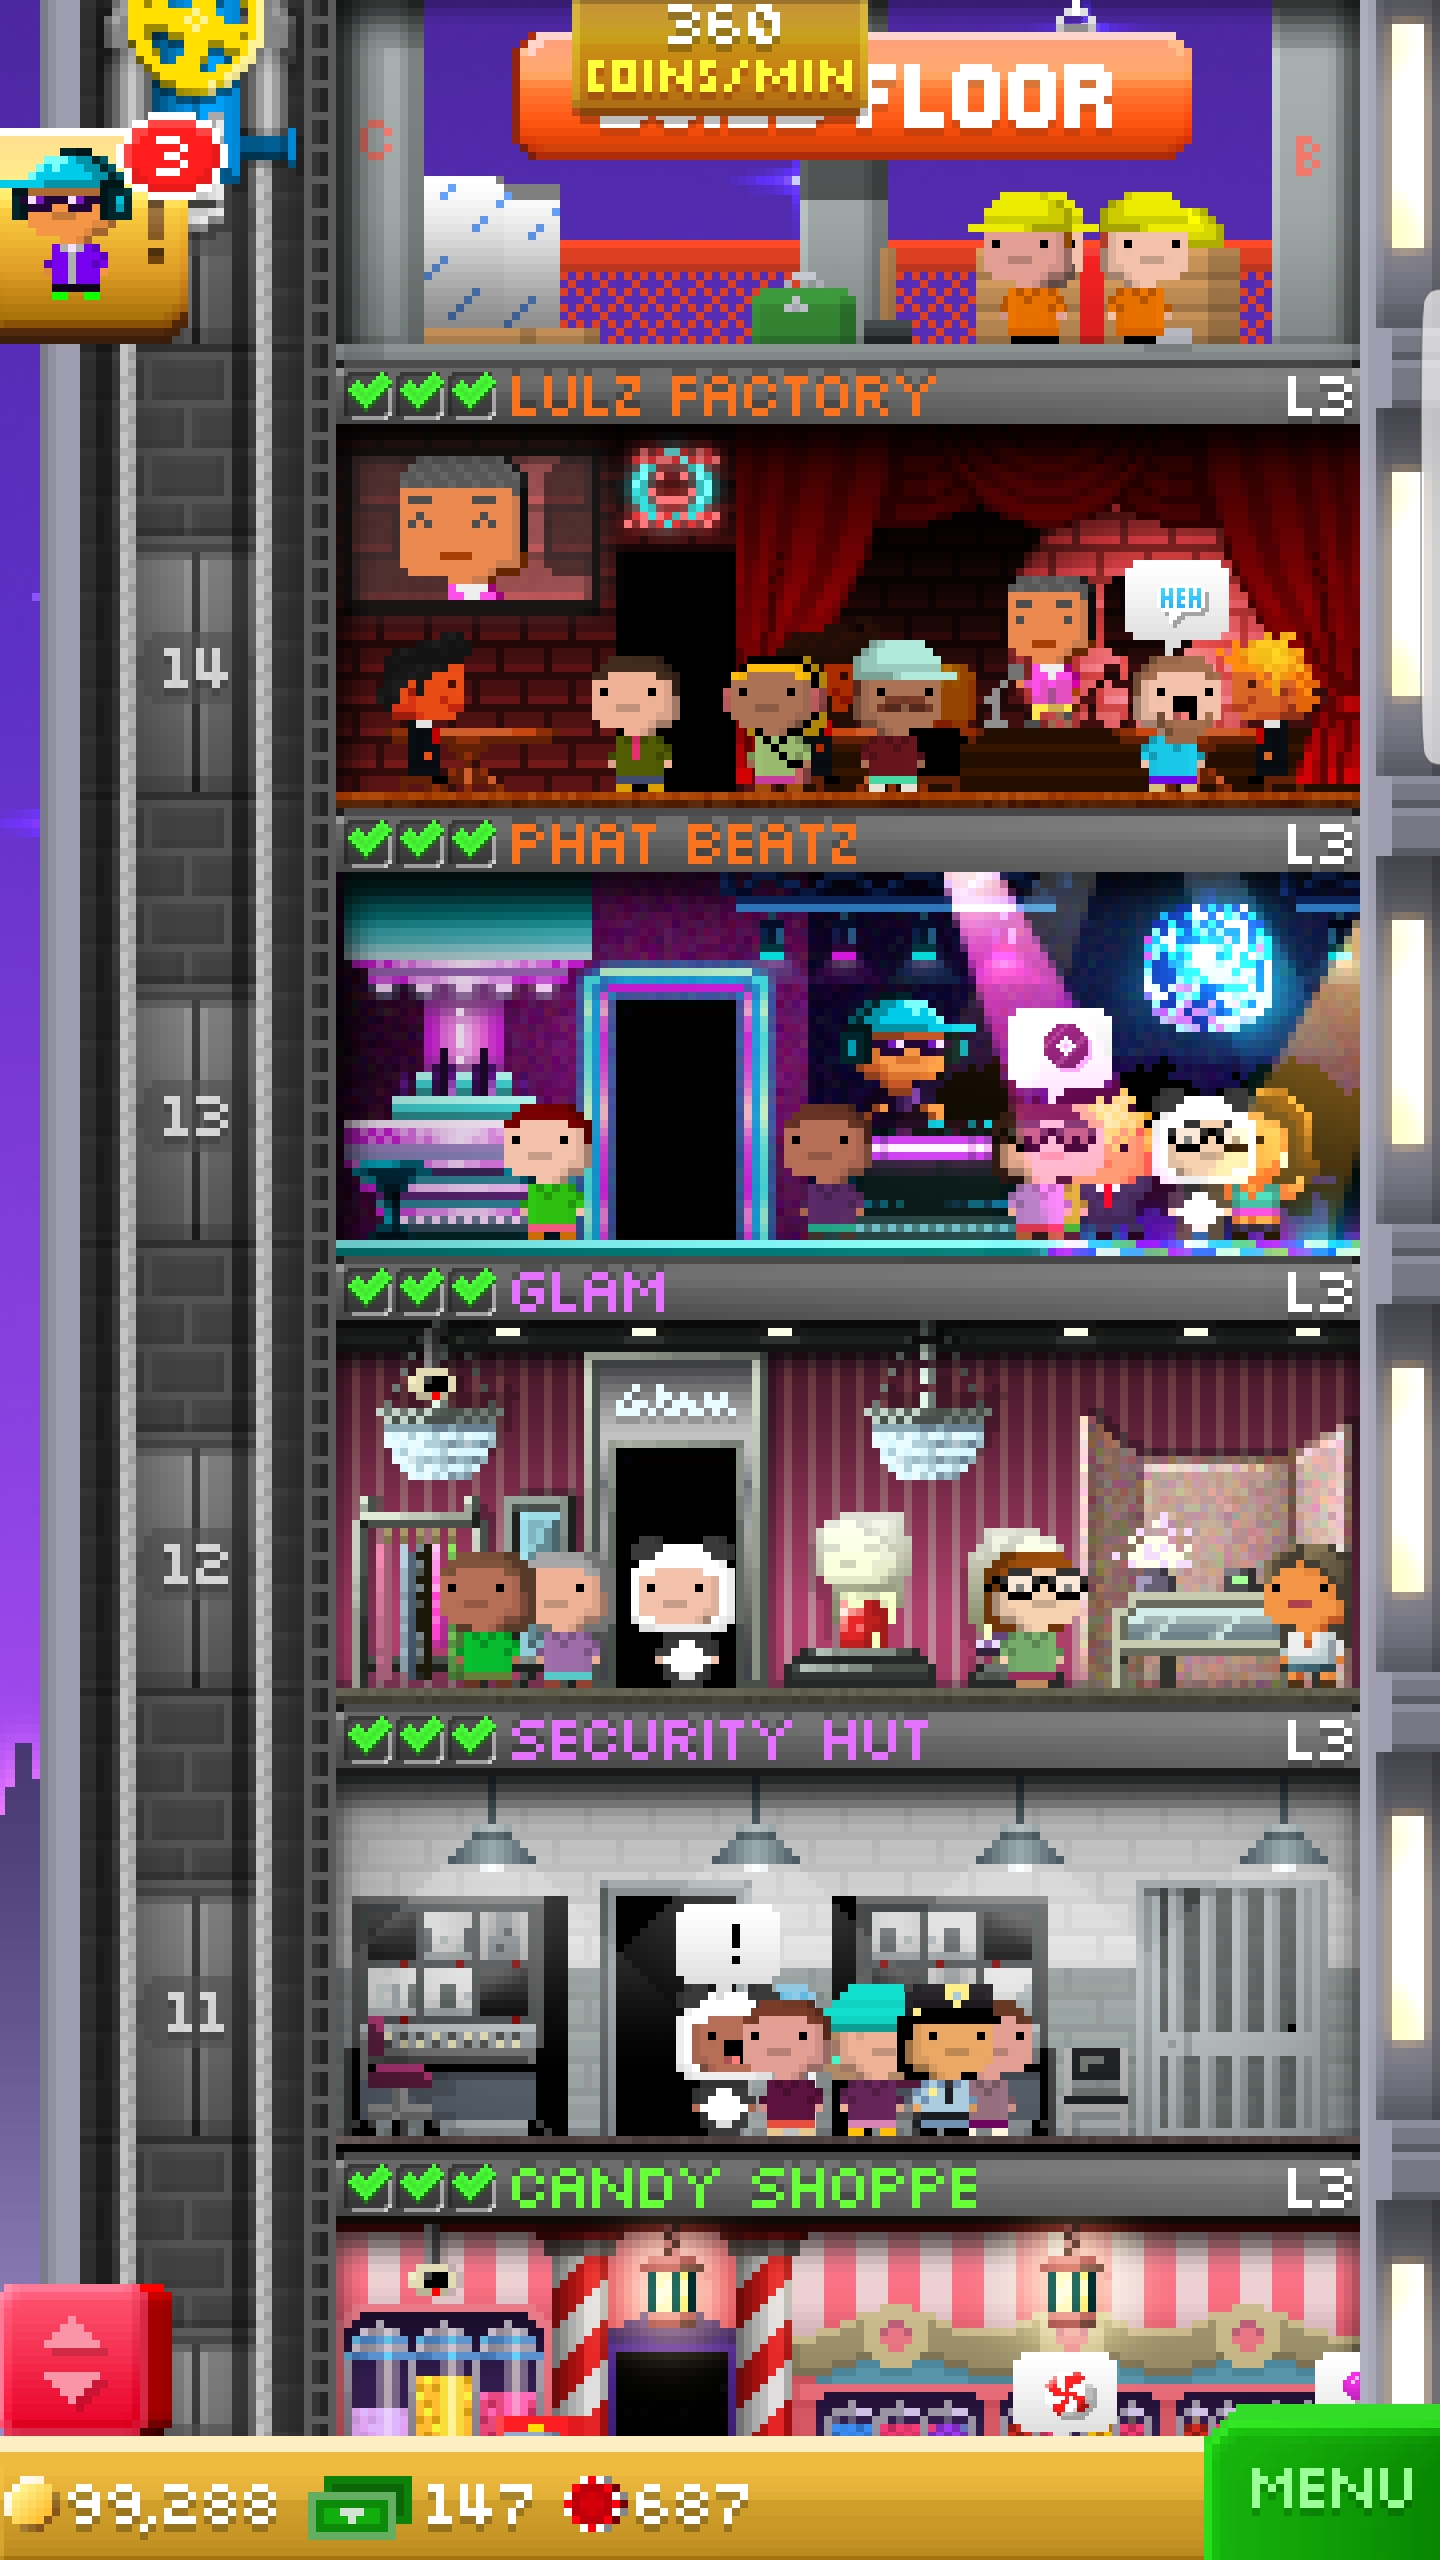 360
COINS/MIN
FLOOR
C
B
3
!
LULZ FACTORY
L3
HEH
14
PHAT BEATZ
L3
13
GLAM
L3
Glam
12
SECURITY HUT
L3
!
11
CANDY SHOPPE
L3
99,288
147
687
MENU